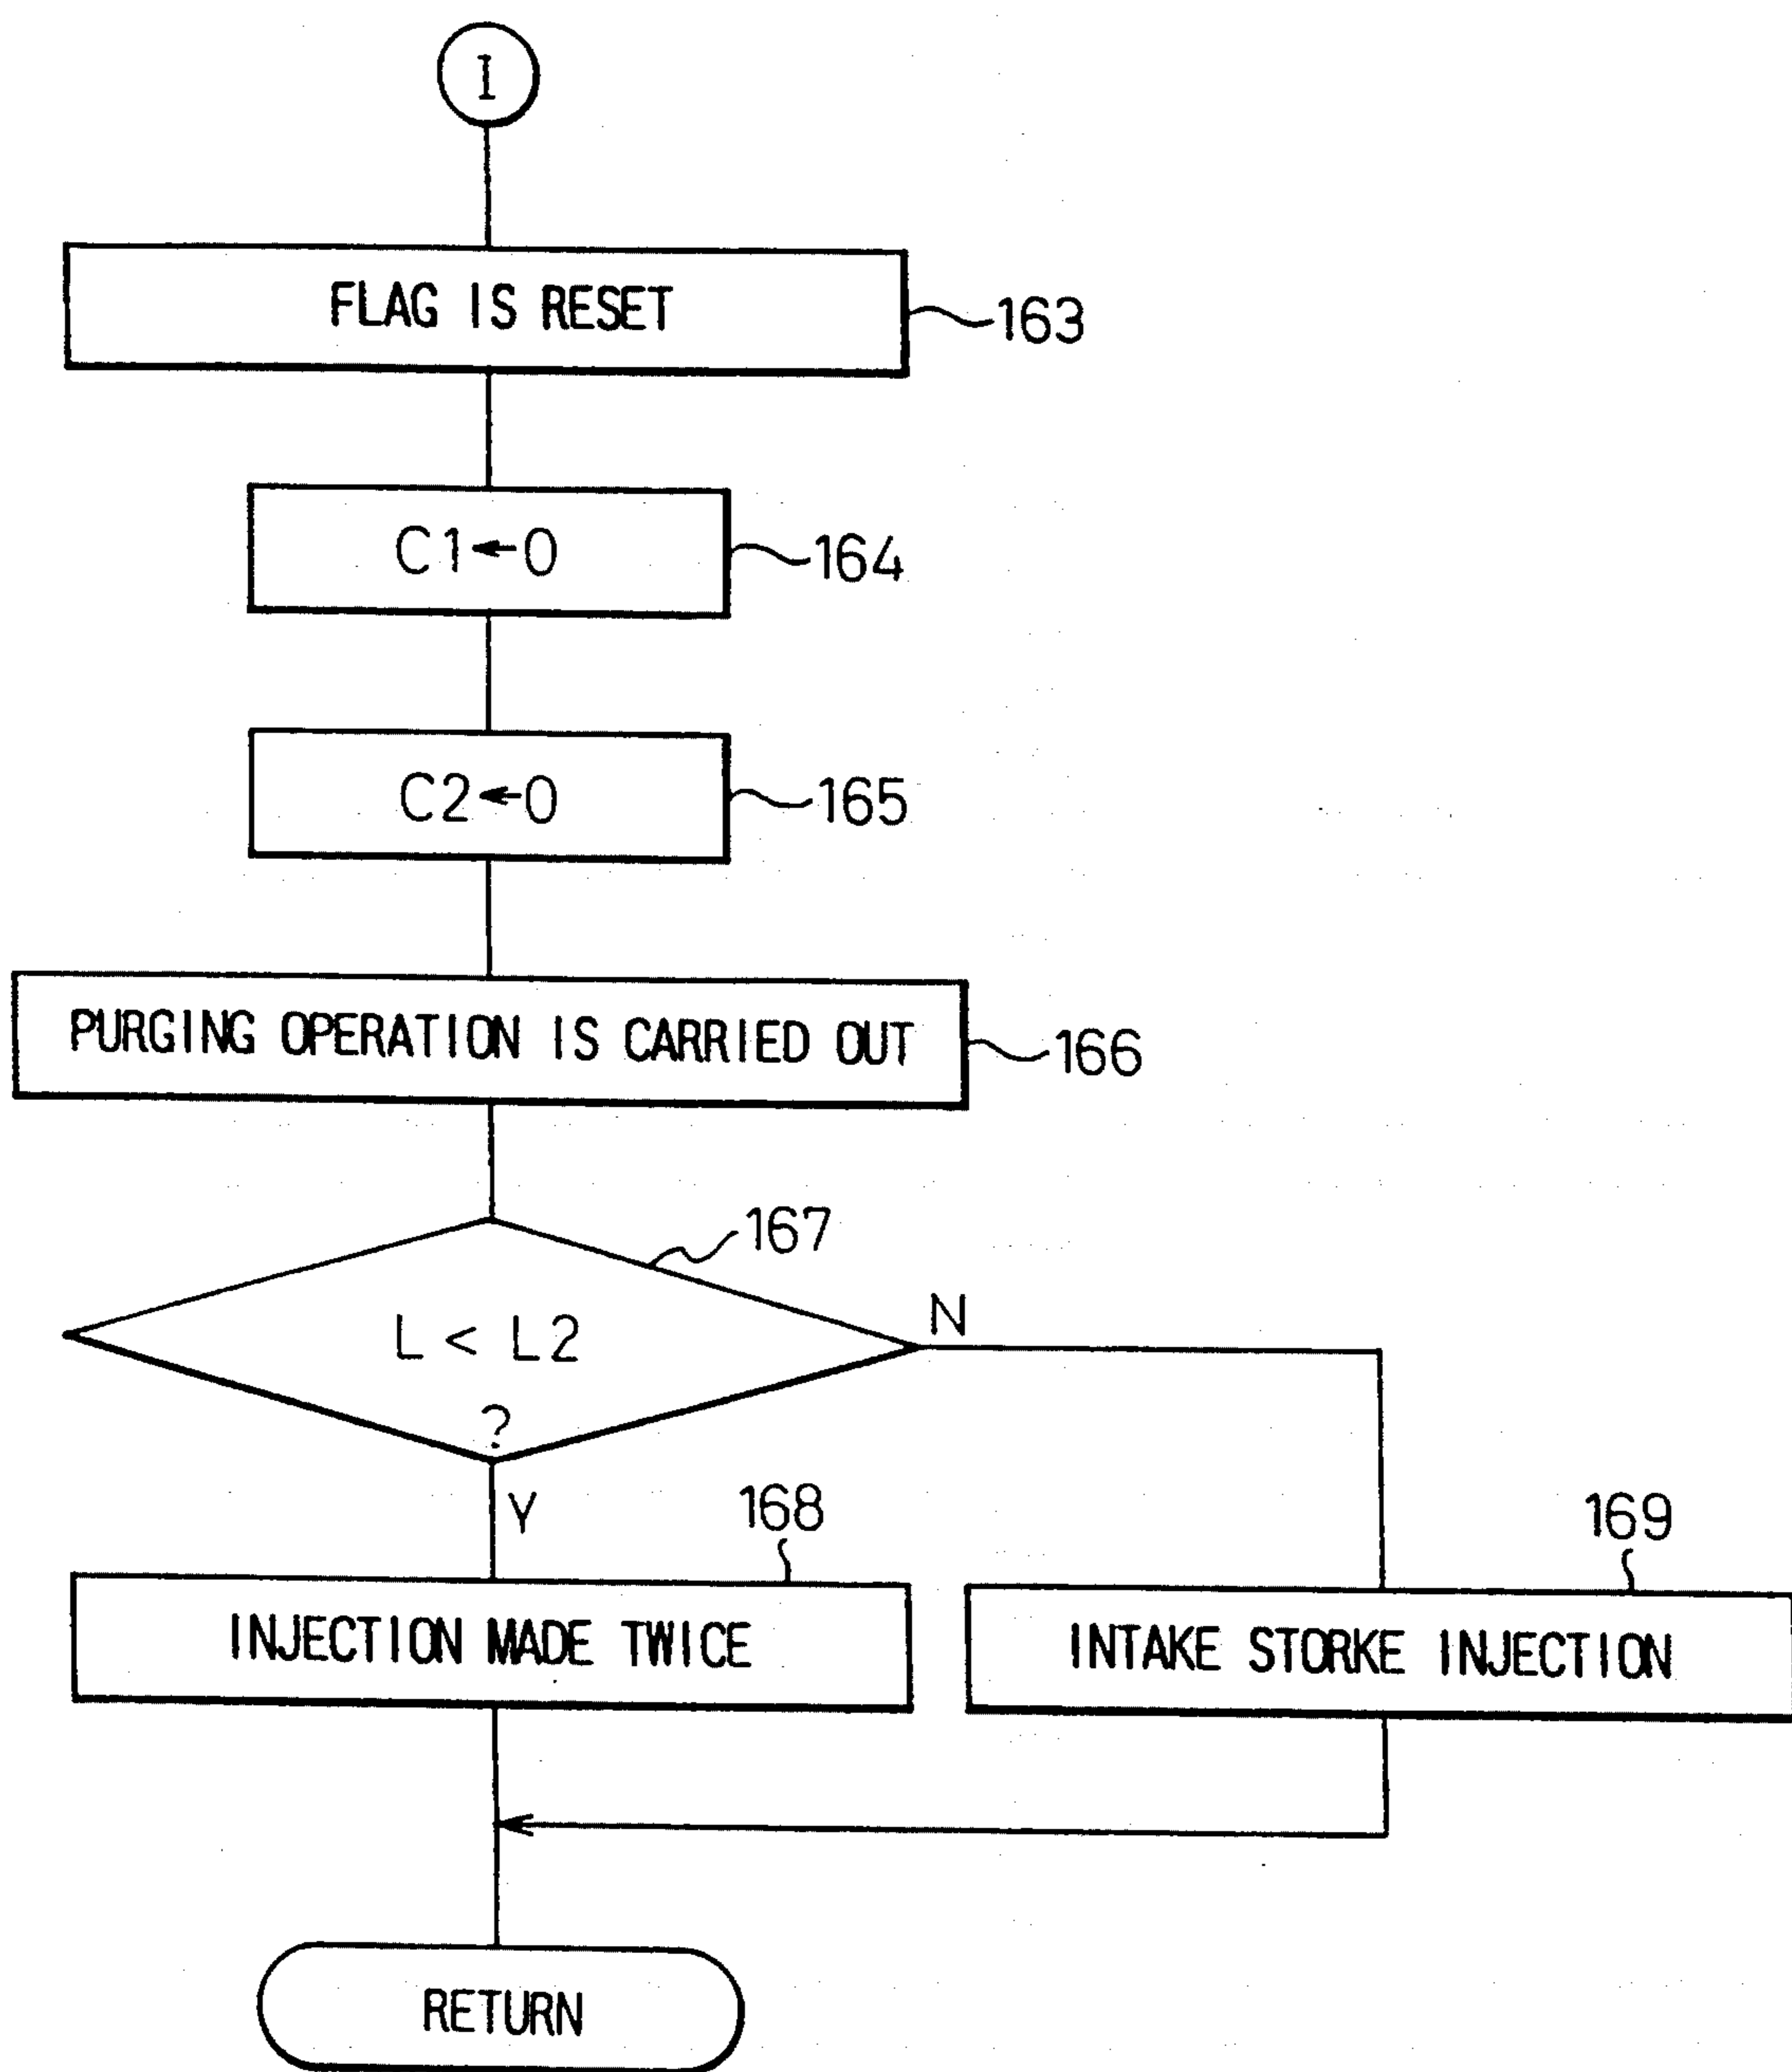 I
FLAG IS RESET
163
C1←0
164
C2←0
165
PURGING OPERATION IS CARRIED OUT
166
167
L < L2
?
N
Y
168
169
INJECTION MADE TWICE
INTAKE STORKE INJECTION
RETURN